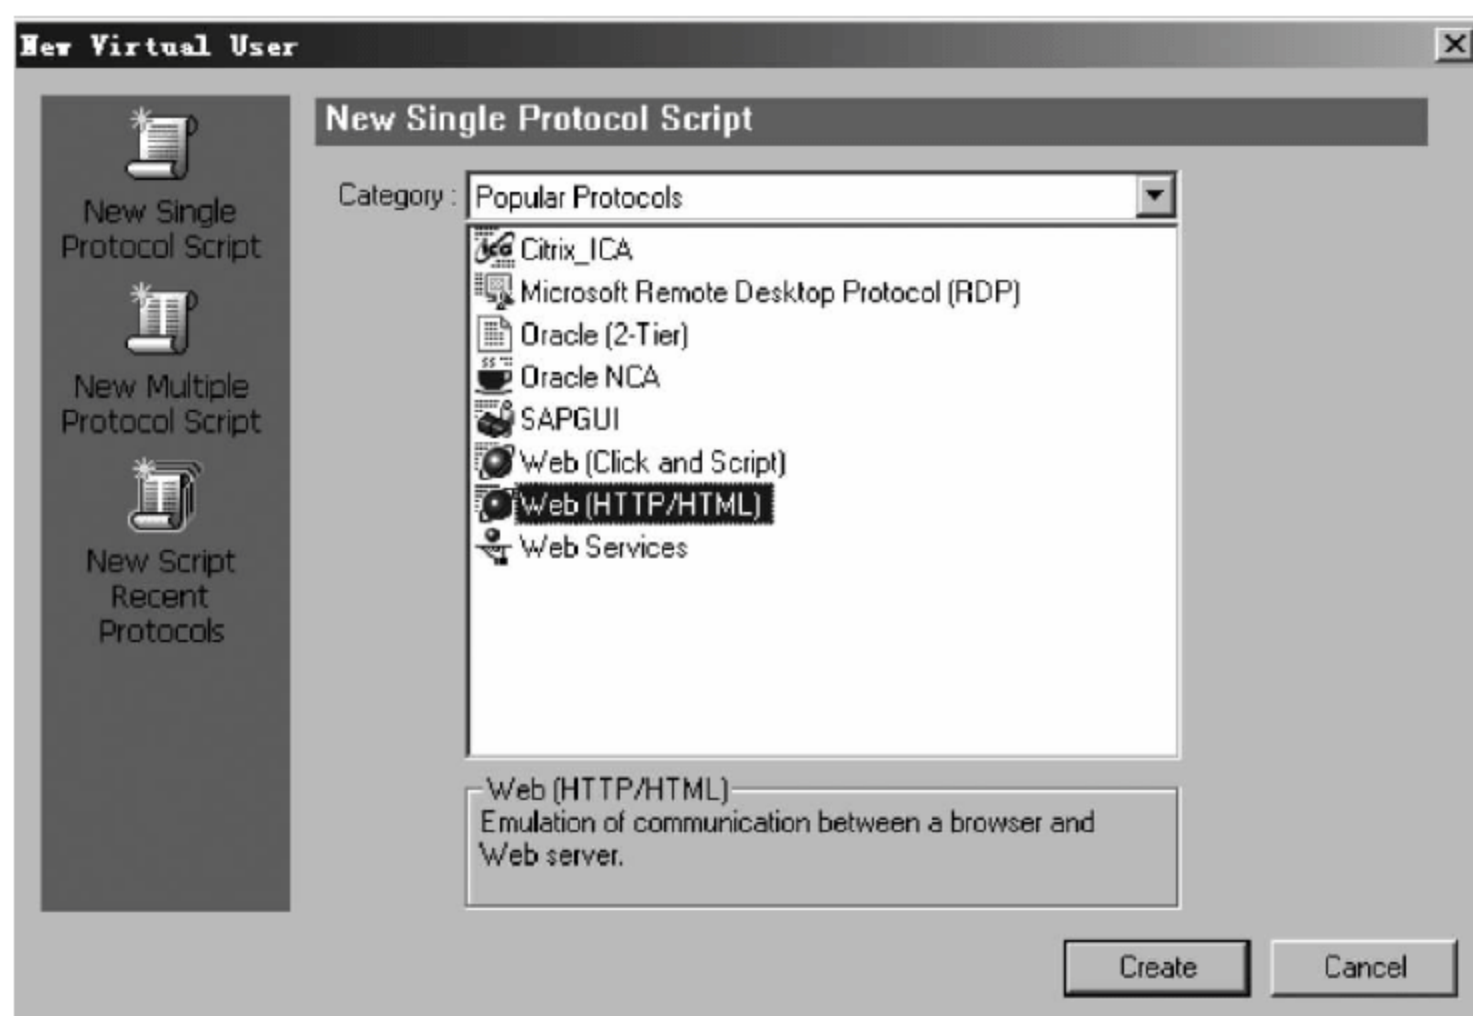 New Virtual User
New Single Protocol Script
New Single
Protocol Script
New Multiple
Protocol Script
New Script
Recent
Protocols
Category : Popular Protocols
Citrix_ICA
Microsoft Remote Desktop Protocol (RDP)
Oracle (2-Tier)
Oracle NCA
SAPGUI
Web (Click and Script)
Web (HTTP/HTML)
Web Services
Web (HTTP/HTML)
Emulation of communication between a browser and
Web server.
Create Cancel